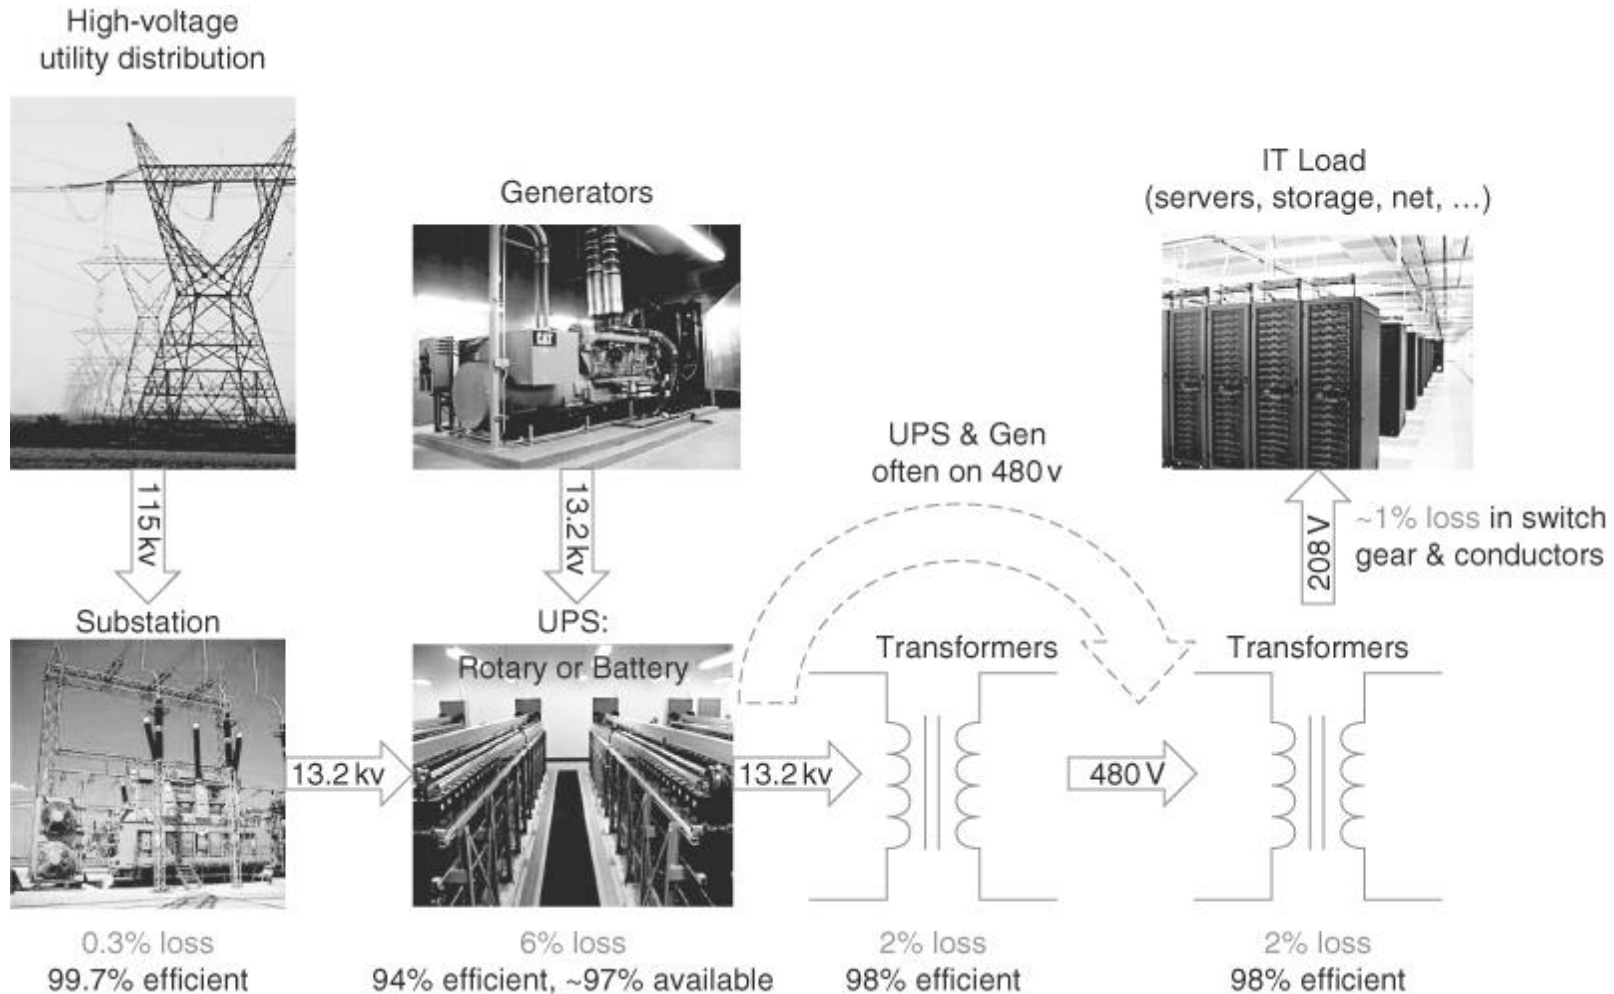 High-voltage
utility distribution
115 kv
Substation
0.3% loss
99.7% efficient
13.2 kv
Generators
CAT
13.2 kv
UPS:
Rotary or Battery
6% loss
94% efficient, ~97% available
13.2 kv
UPS & Gen
often on 480 v
Transformers
2% loss
98% efficient
480 V
Transformers
2% loss
98% efficient
208 V
~1% loss in switch
gear & conductors
IT Load
(servers, storage, net, …)